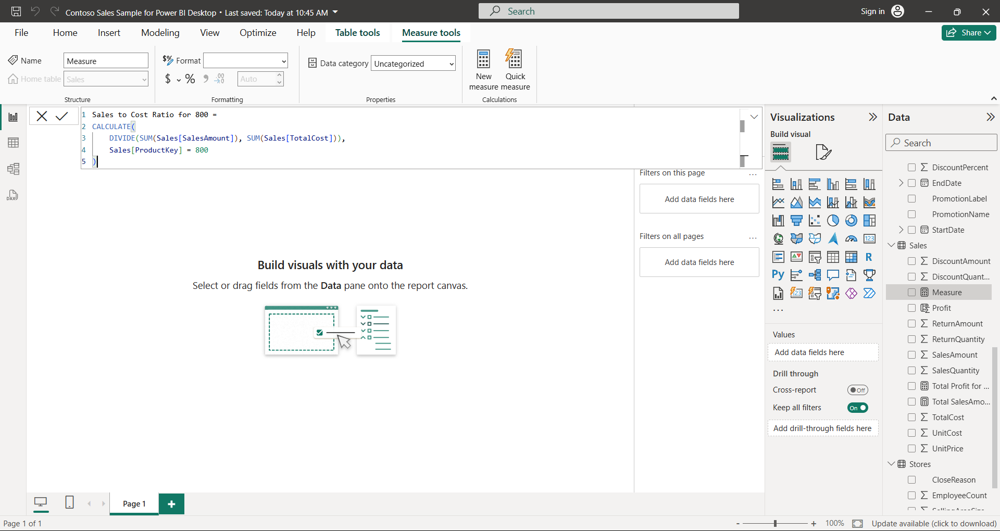 Contoso Sales Sample for Power BI Desktop • Last saved: Today at 10:45 AM
Search
Sign in
File Home Insert Modeling View Optimize Help Table tools Measure tools
Share
Name Measure
Home table Sales
Structure
$% Format
$ % 9 .00 →.0
Auto
Formatting
Data category Uncategorized
Properties
New measure
Quick measure
Calculations
1 Sales to Cost Ratio for 800 =
2 CALCULATE(
3 DIVIDE(SUM(Sales[SalesAmount]), SUM(Sales[TotalCost])),
4 Sales[ProductKey] = 800
5 )
DAX
Build visuals with your data
Select or drag fields from the Data pane onto the report canvas.
Filters on this page ...
Add data fields here
Filters on all pages ...
Add data fields here
Visualizations
Build visual
123
R
Py
123
...
Values
Add data fields here
Drill through
Cross-report Off
Keep all filters On
Add drill-through fields here
Data
Search
DiscountPercent
EndDate
PromotionLabel
PromotionName
StartDate
Sales
DiscountAmount
DiscountQuant...
Measure
Profit
ReturnAmount
ReturnQuantity
SalesAmount
SalesQuantity
Total Profit for ...
Total SalesAmo...
TotalCost
UnitCost
UnitPrice
Stores
CloseReason
EmployeeCount
Page 1
+
Page 1 of 1
- + 100%
Update available (click to download)